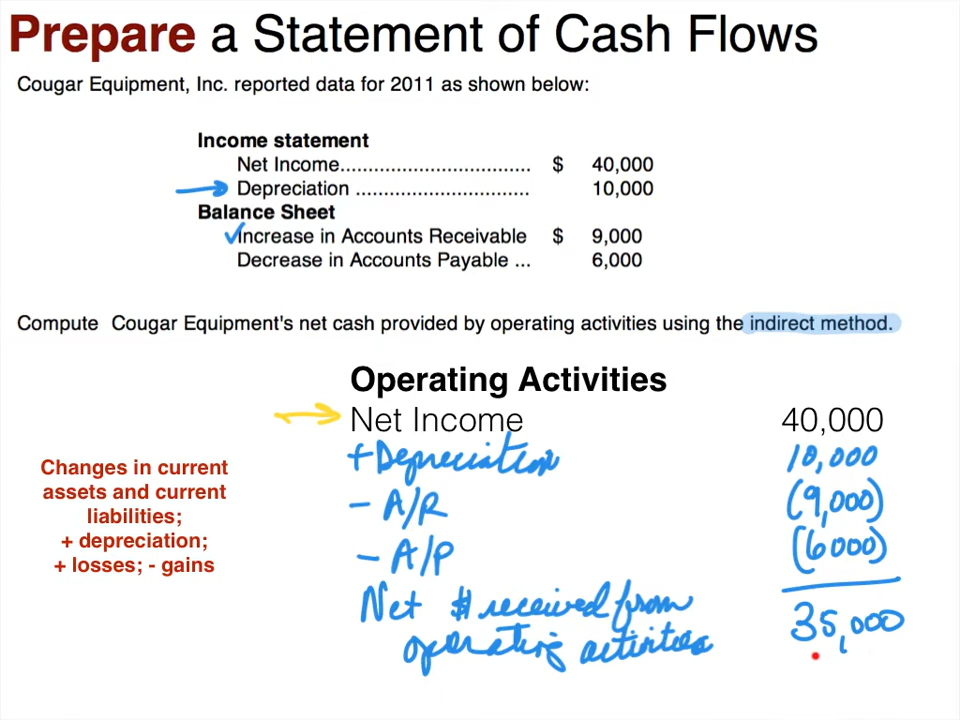 Prepare a Statement of Cash Flows
Cougar Equipment, Inc. reported data for 2011 as shown below:
Income statement
Net Income.................................. $ 40,000
Depreciation ............................... 10,000
Balance Sheet
Increase in Accounts Receivable $ 9,000
Decrease in Accounts Payable ... 6,000
Compute Cougar Equipment's net cash provided by operating activities using the indirect method.
Operating Activities
Net Income 40,000
+Depreciation 10,000
- A/R (9,000)
- A/P (6000)
Net $ received from
operating activities 35,000
Changes in current
assets and current
liabilities;
+ depreciation;
+ losses; - gains